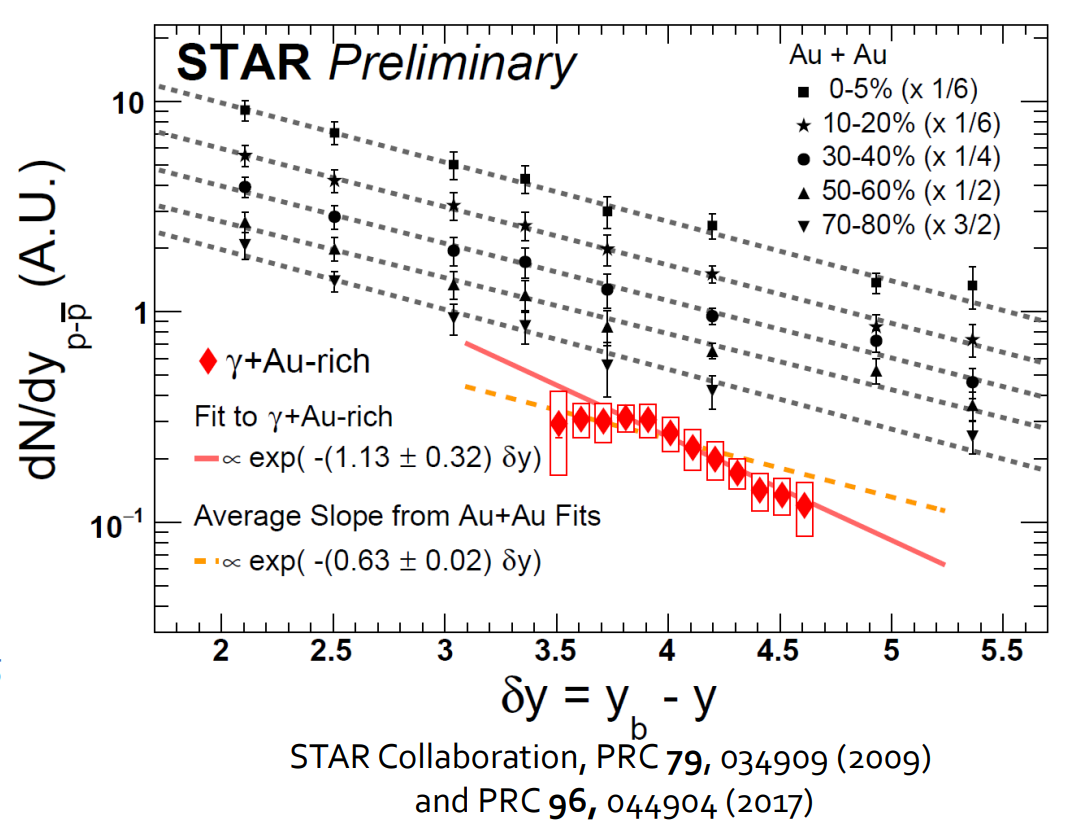 STAR Preliminary
Au + Au
0-5% (x 1/6)
10-20% (x 1/6)
30-40% (x 1/4)
50-60% (x 1/2)
70-80% (x 3/2)
10
1
10⁻¹
dN/dy p-p̅ (A.U.)
γ+Au-rich
Fit to γ+Au-rich
∝ exp( -(1.13 ± 0.32) δy)
Average Slope from Au+Au Fits
∝ exp( -(0.63 ± 0.02) δy)
2 2.5 3 3.5 4 4.5 5 5.5
δy = y_b - y
STAR Collaboration, PRC 79, 034909 (2009)
and PRC 96, 044904 (2017)